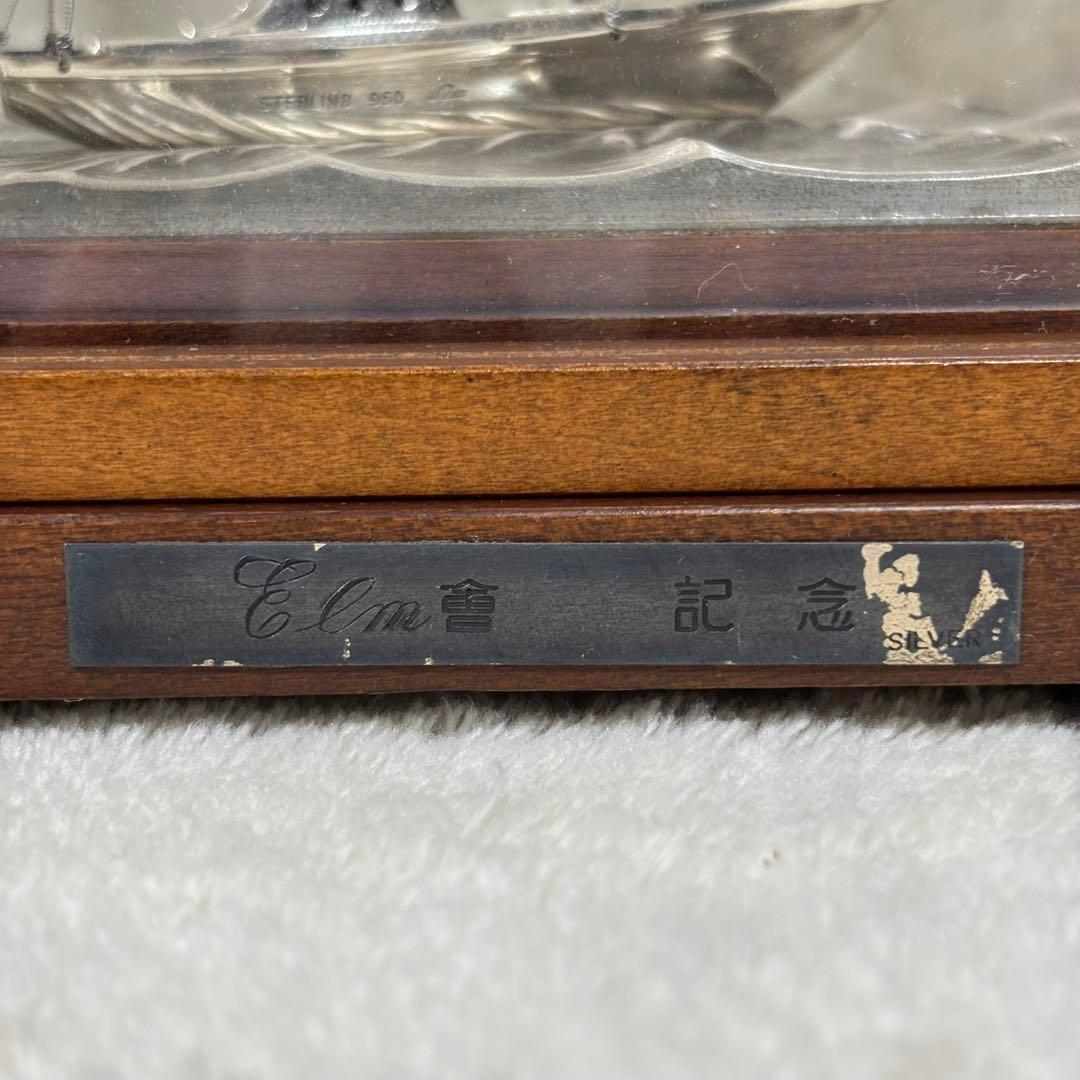 STERLING 950
Elm會 記念
SILVER